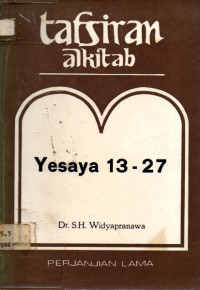 tafsiran
alkitab
Yesaya 13-27
Dr. S.H. Widyapranawa
PERJANJIAN LAMA